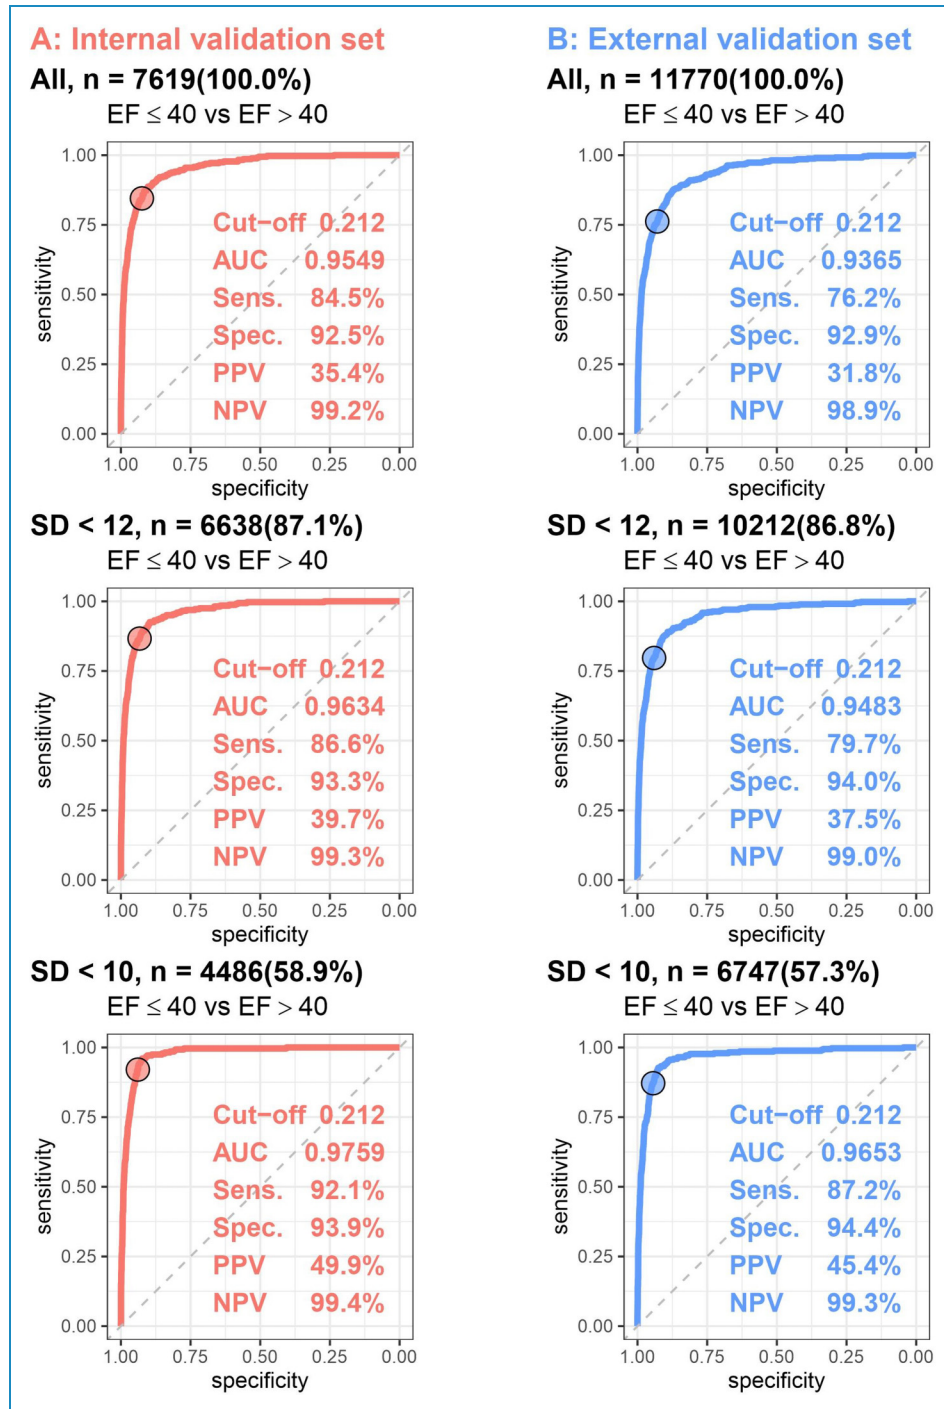 A: Internal validation set
All, n = 7619(100.0%)
EF ≤ 40 vs EF > 40
1.00
0.75
0.50
0.25
0.00
sensitivity
Cut−off 0.212
AUC 0.9549
Sens. 84.5%
Spec. 92.5%
PPV 35.4%
NPV 99.2%
1.00 0.75 0.50 0.25 0.00
specificity
SD < 12, n = 6638(87.1%)
EF ≤ 40 vs EF > 40
1.00
0.75
0.50
0.25
0.00
sensitivity
Cut−off 0.212
AUC 0.9634
Sens. 86.6%
Spec. 93.3%
PPV 39.7%
NPV 99.3%
1.00 0.75 0.50 0.25 0.00
specificity
SD < 10, n = 4486(58.9%)
EF ≤ 40 vs EF > 40
1.00
0.75
0.50
0.25
0.00
sensitivity
Cut−off 0.212
AUC 0.9759
Sens. 92.1%
Spec. 93.9%
PPV 49.9%
NPV 99.4%
1.00 0.75 0.50 0.25 0.00
specificity
B: External validation set
All, n = 11770(100.0%)
EF ≤ 40 vs EF > 40
1.00
0.75
0.50
0.25
0.00
sensitivity
Cut−off 0.212
AUC 0.9365
Sens. 76.2%
Spec. 92.9%
PPV 31.8%
NPV 98.9%
1.00 0.75 0.50 0.25 0.00
specificity
SD < 12, n = 10212(86.8%)
EF ≤ 40 vs EF > 40
1.00
0.75
0.50
0.25
0.00
sensitivity
Cut−off 0.212
AUC 0.9483
Sens. 79.7%
Spec. 94.0%
PPV 37.5%
NPV 99.0%
1.00 0.75 0.50 0.25 0.00
specificity
SD < 10, n = 6747(57.3%)
EF ≤ 40 vs EF > 40
1.00
0.75
0.50
0.25
0.00
sensitivity
Cut−off 0.212
AUC 0.9653
Sens. 87.2%
Spec. 94.4%
PPV 45.4%
NPV 99.3%
1.00 0.75 0.50 0.25 0.00
specificity